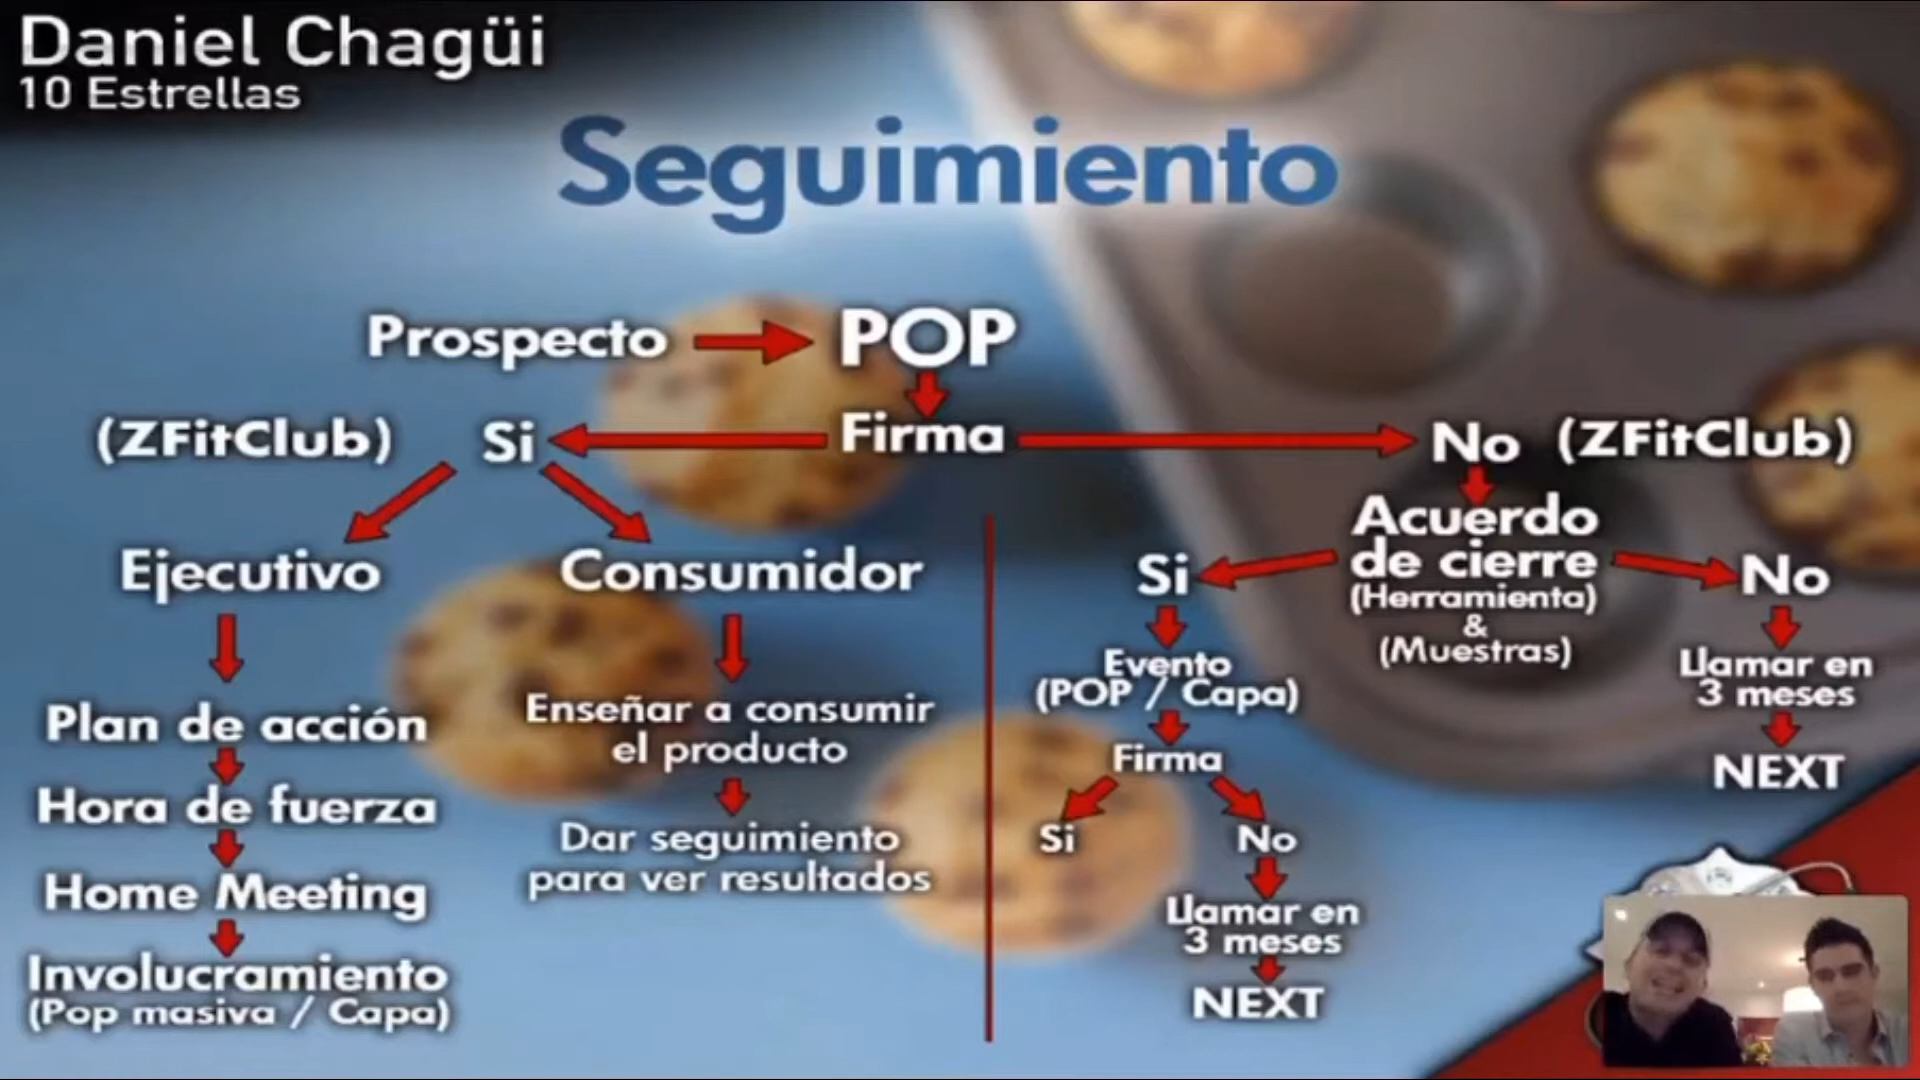 Daniel Chagüi
10 Estrellas
Seguimiento
Prospecto
POP
(ZFitClub)
Si
Firma
No
(ZFitClub)
Ejecutivo
Plan de acción
Hora de fuerza
Home Meeting
Involucramiento
(Pop masiva / Capa)
Consumidor
Enseñar a consumir
el producto
Dar seguimiento
para ver resultados
Acuerdo
de cierre
(Herramienta)
&
(Muestras)
Si
Evento
(POP / Capa)
Firma
Si
No
Llamar en
3 meses
NEXT
No
Llamar en
3 meses
NEXT